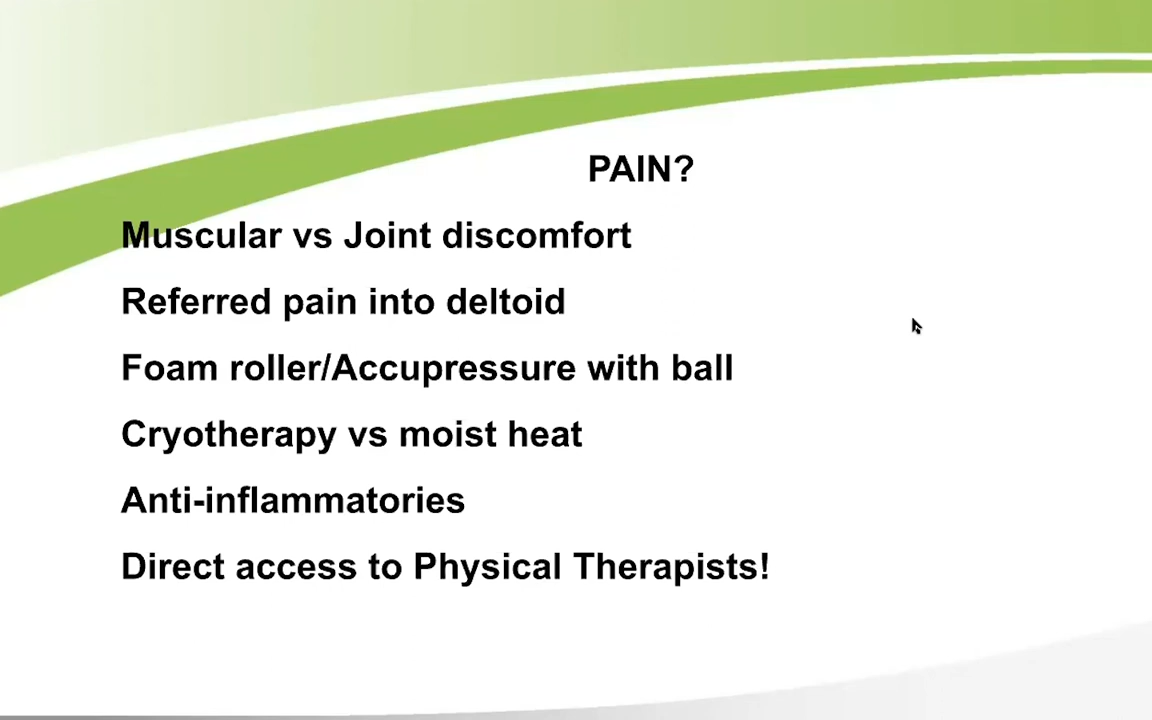 PAIN?
Muscular vs Joint discomfort
Referred pain into deltoid
Foam roller/Accupressure with ball
Cryotherapy vs moist heat
Anti-inflammatories
Direct access to Physical Therapists!